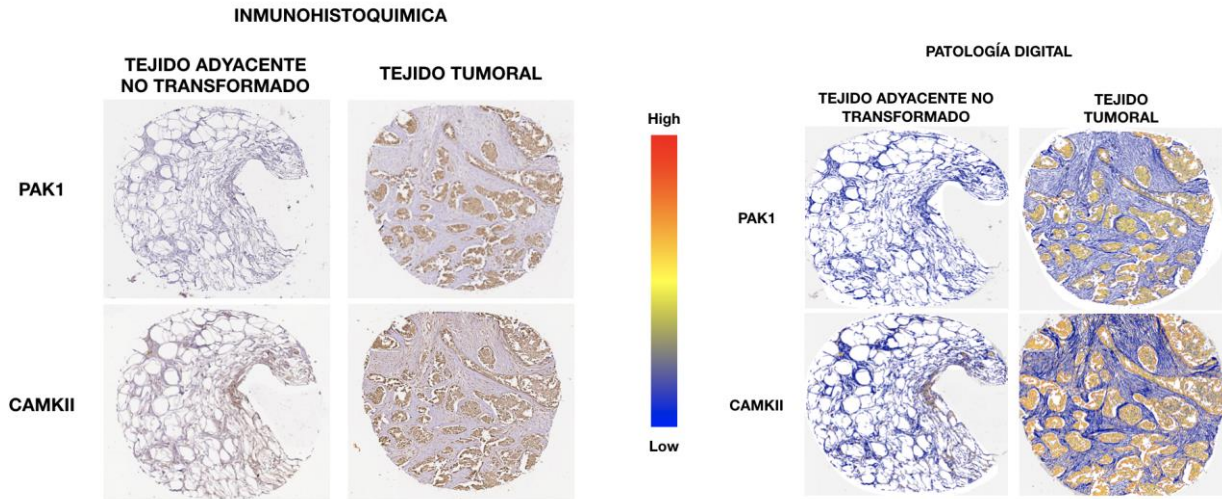 INMUNOHISTOQUIMICA
TEJIDO ADYACENTE
NO TRANSFORMADO
TEJIDO TUMORAL
PAK1
CAMKII
High
Low
PATOLOGÍA DIGITAL
TEJIDO ADYACENTE NO
TRANSFORMADO
TEJIDO
TUMORAL
PAK1
CAMKII